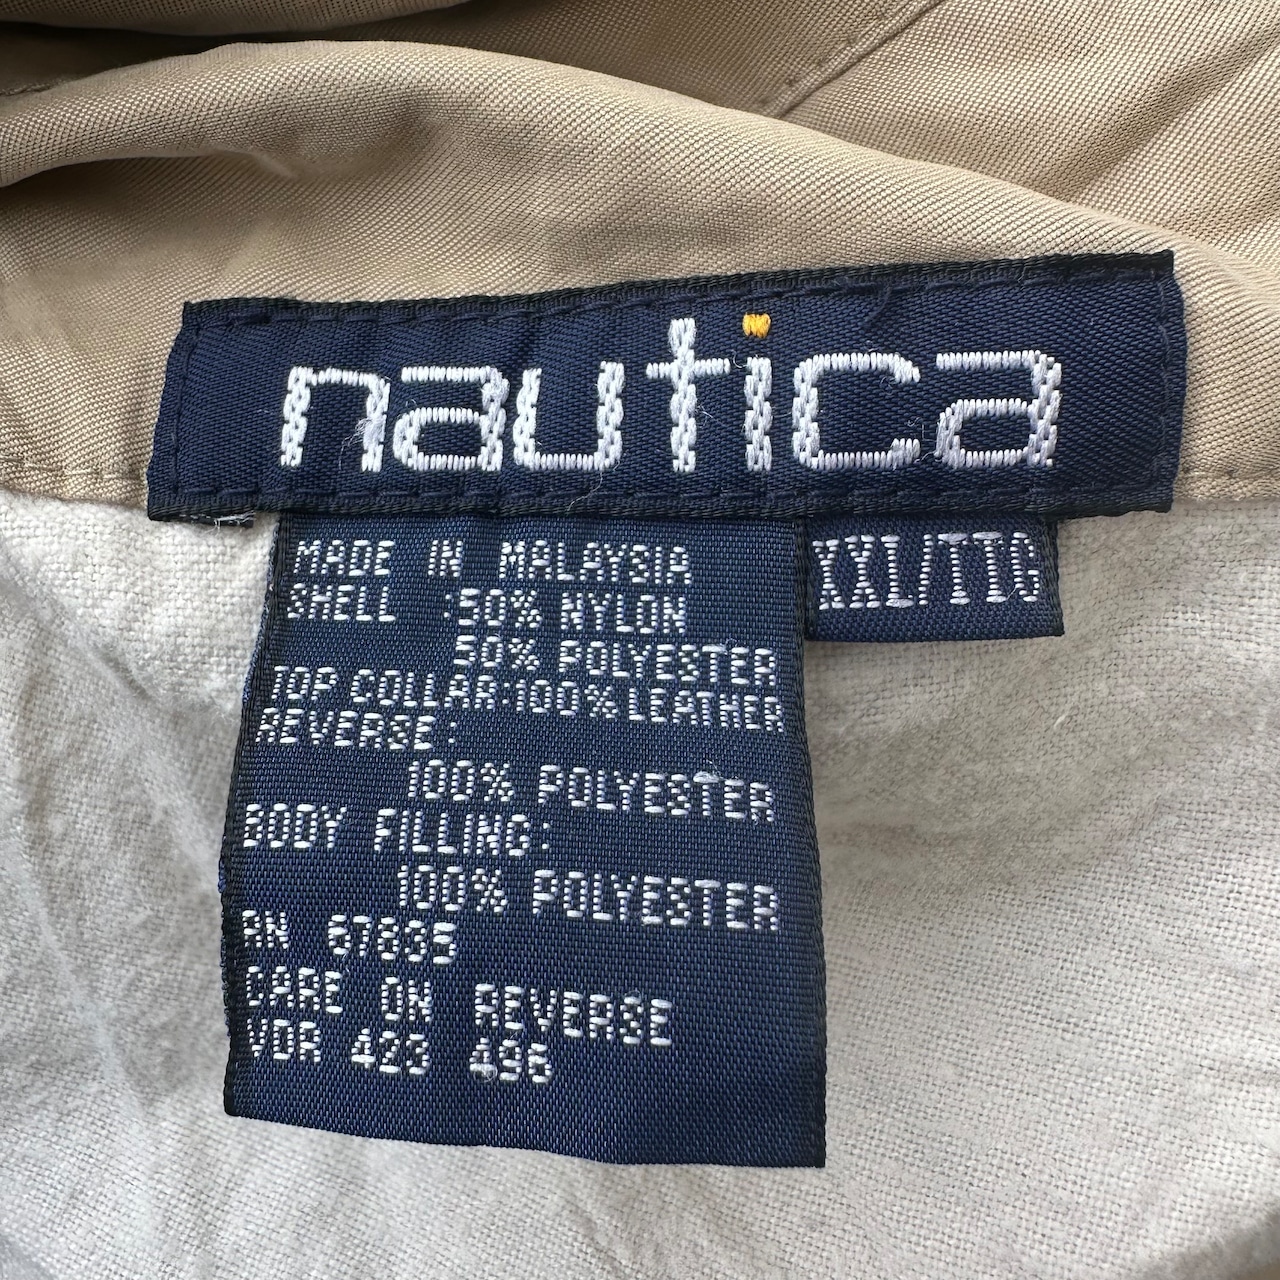 nautica
XXL/TTG
MADE IN MALAYSIA
SHELL :50% NYLON
50% POLYESTER
TOP COLLAR:100% LEATHER
REVERSE:
100% POLYESTER
BODY FILLING:
100% POLYESTER
RN 67835
CARE ON REVERSE
VDR 423 496